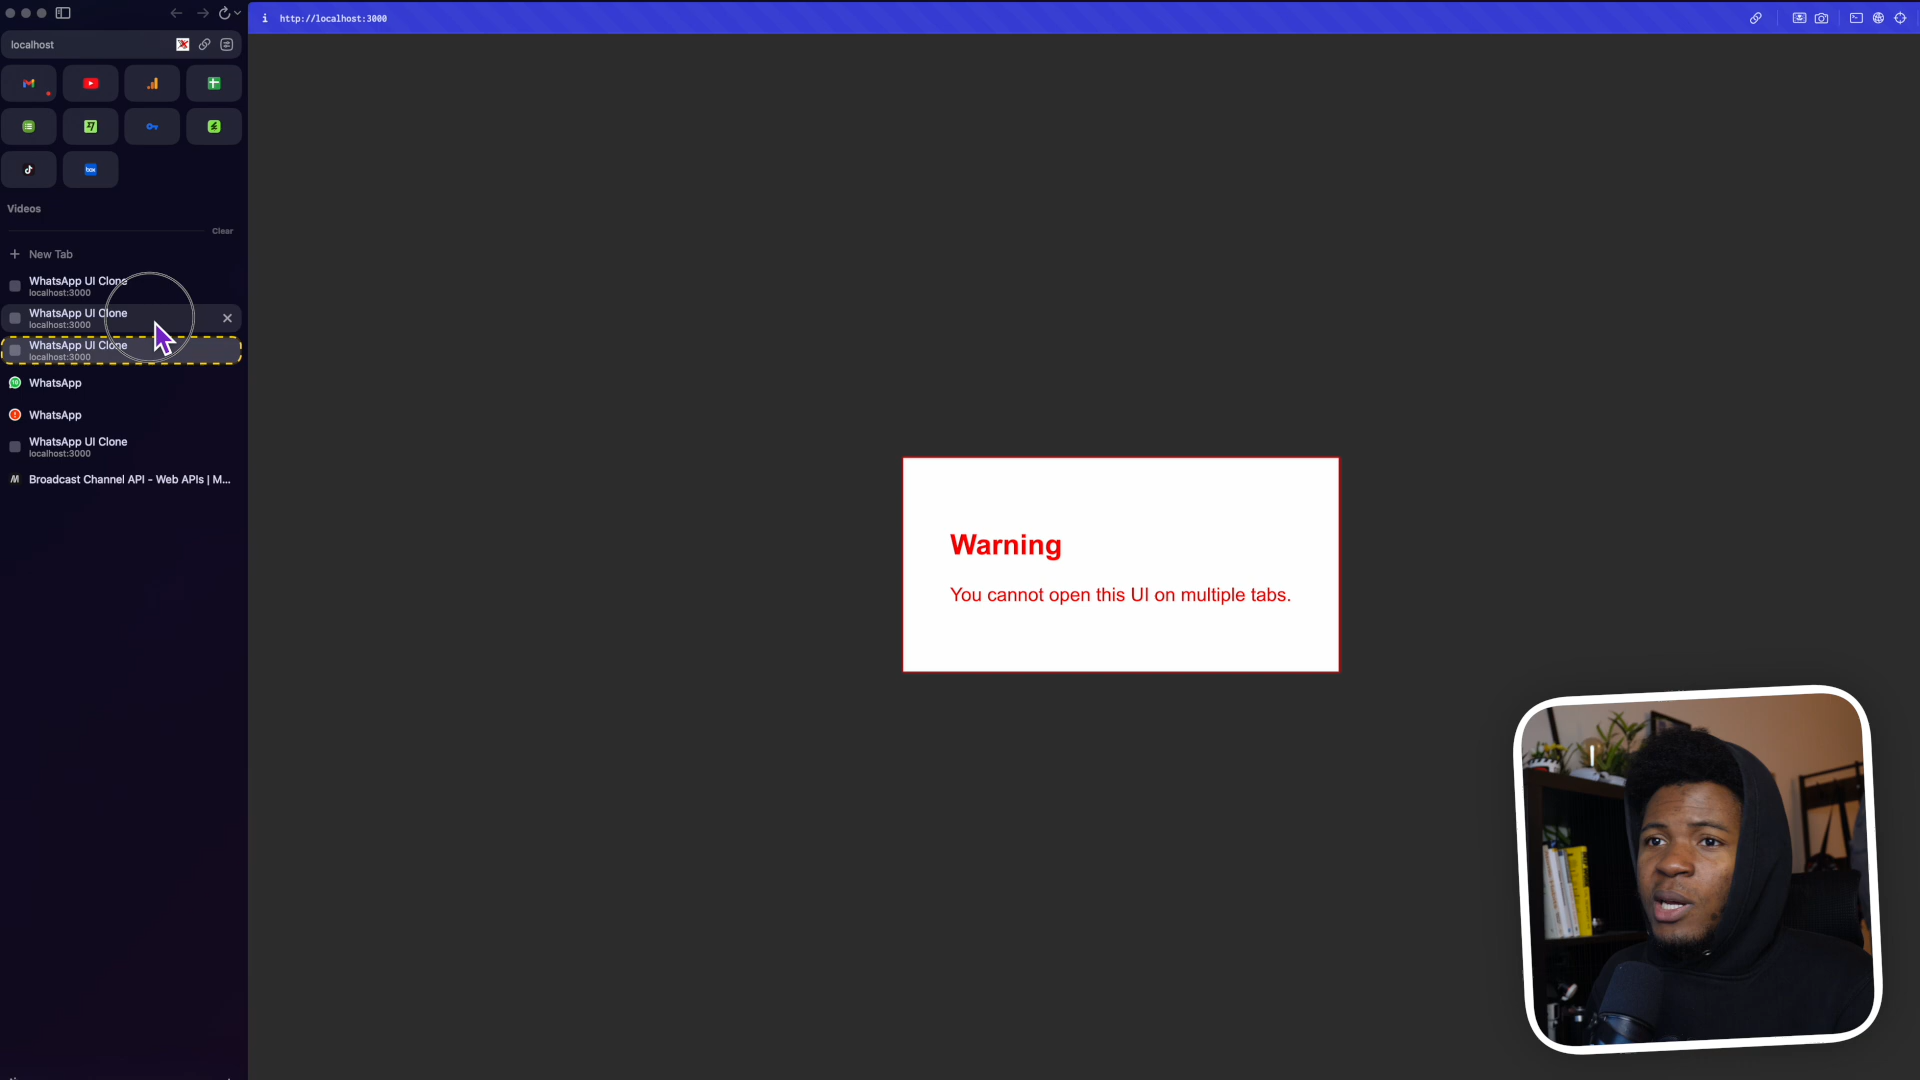 http://localhost:3000
localhost
box
Videos
Clear
New Tab
WhatsApp UI Clone
localhost:3000
WhatsApp UI Clone
localhost:3000
WhatsApp UI Clone
localhost:3000
WhatsApp
WhatsApp
WhatsApp UI Clone
localhost:3000
Broadcast Channel API - Web APIs | M...
Warning
You cannot open this UI on multiple tabs.